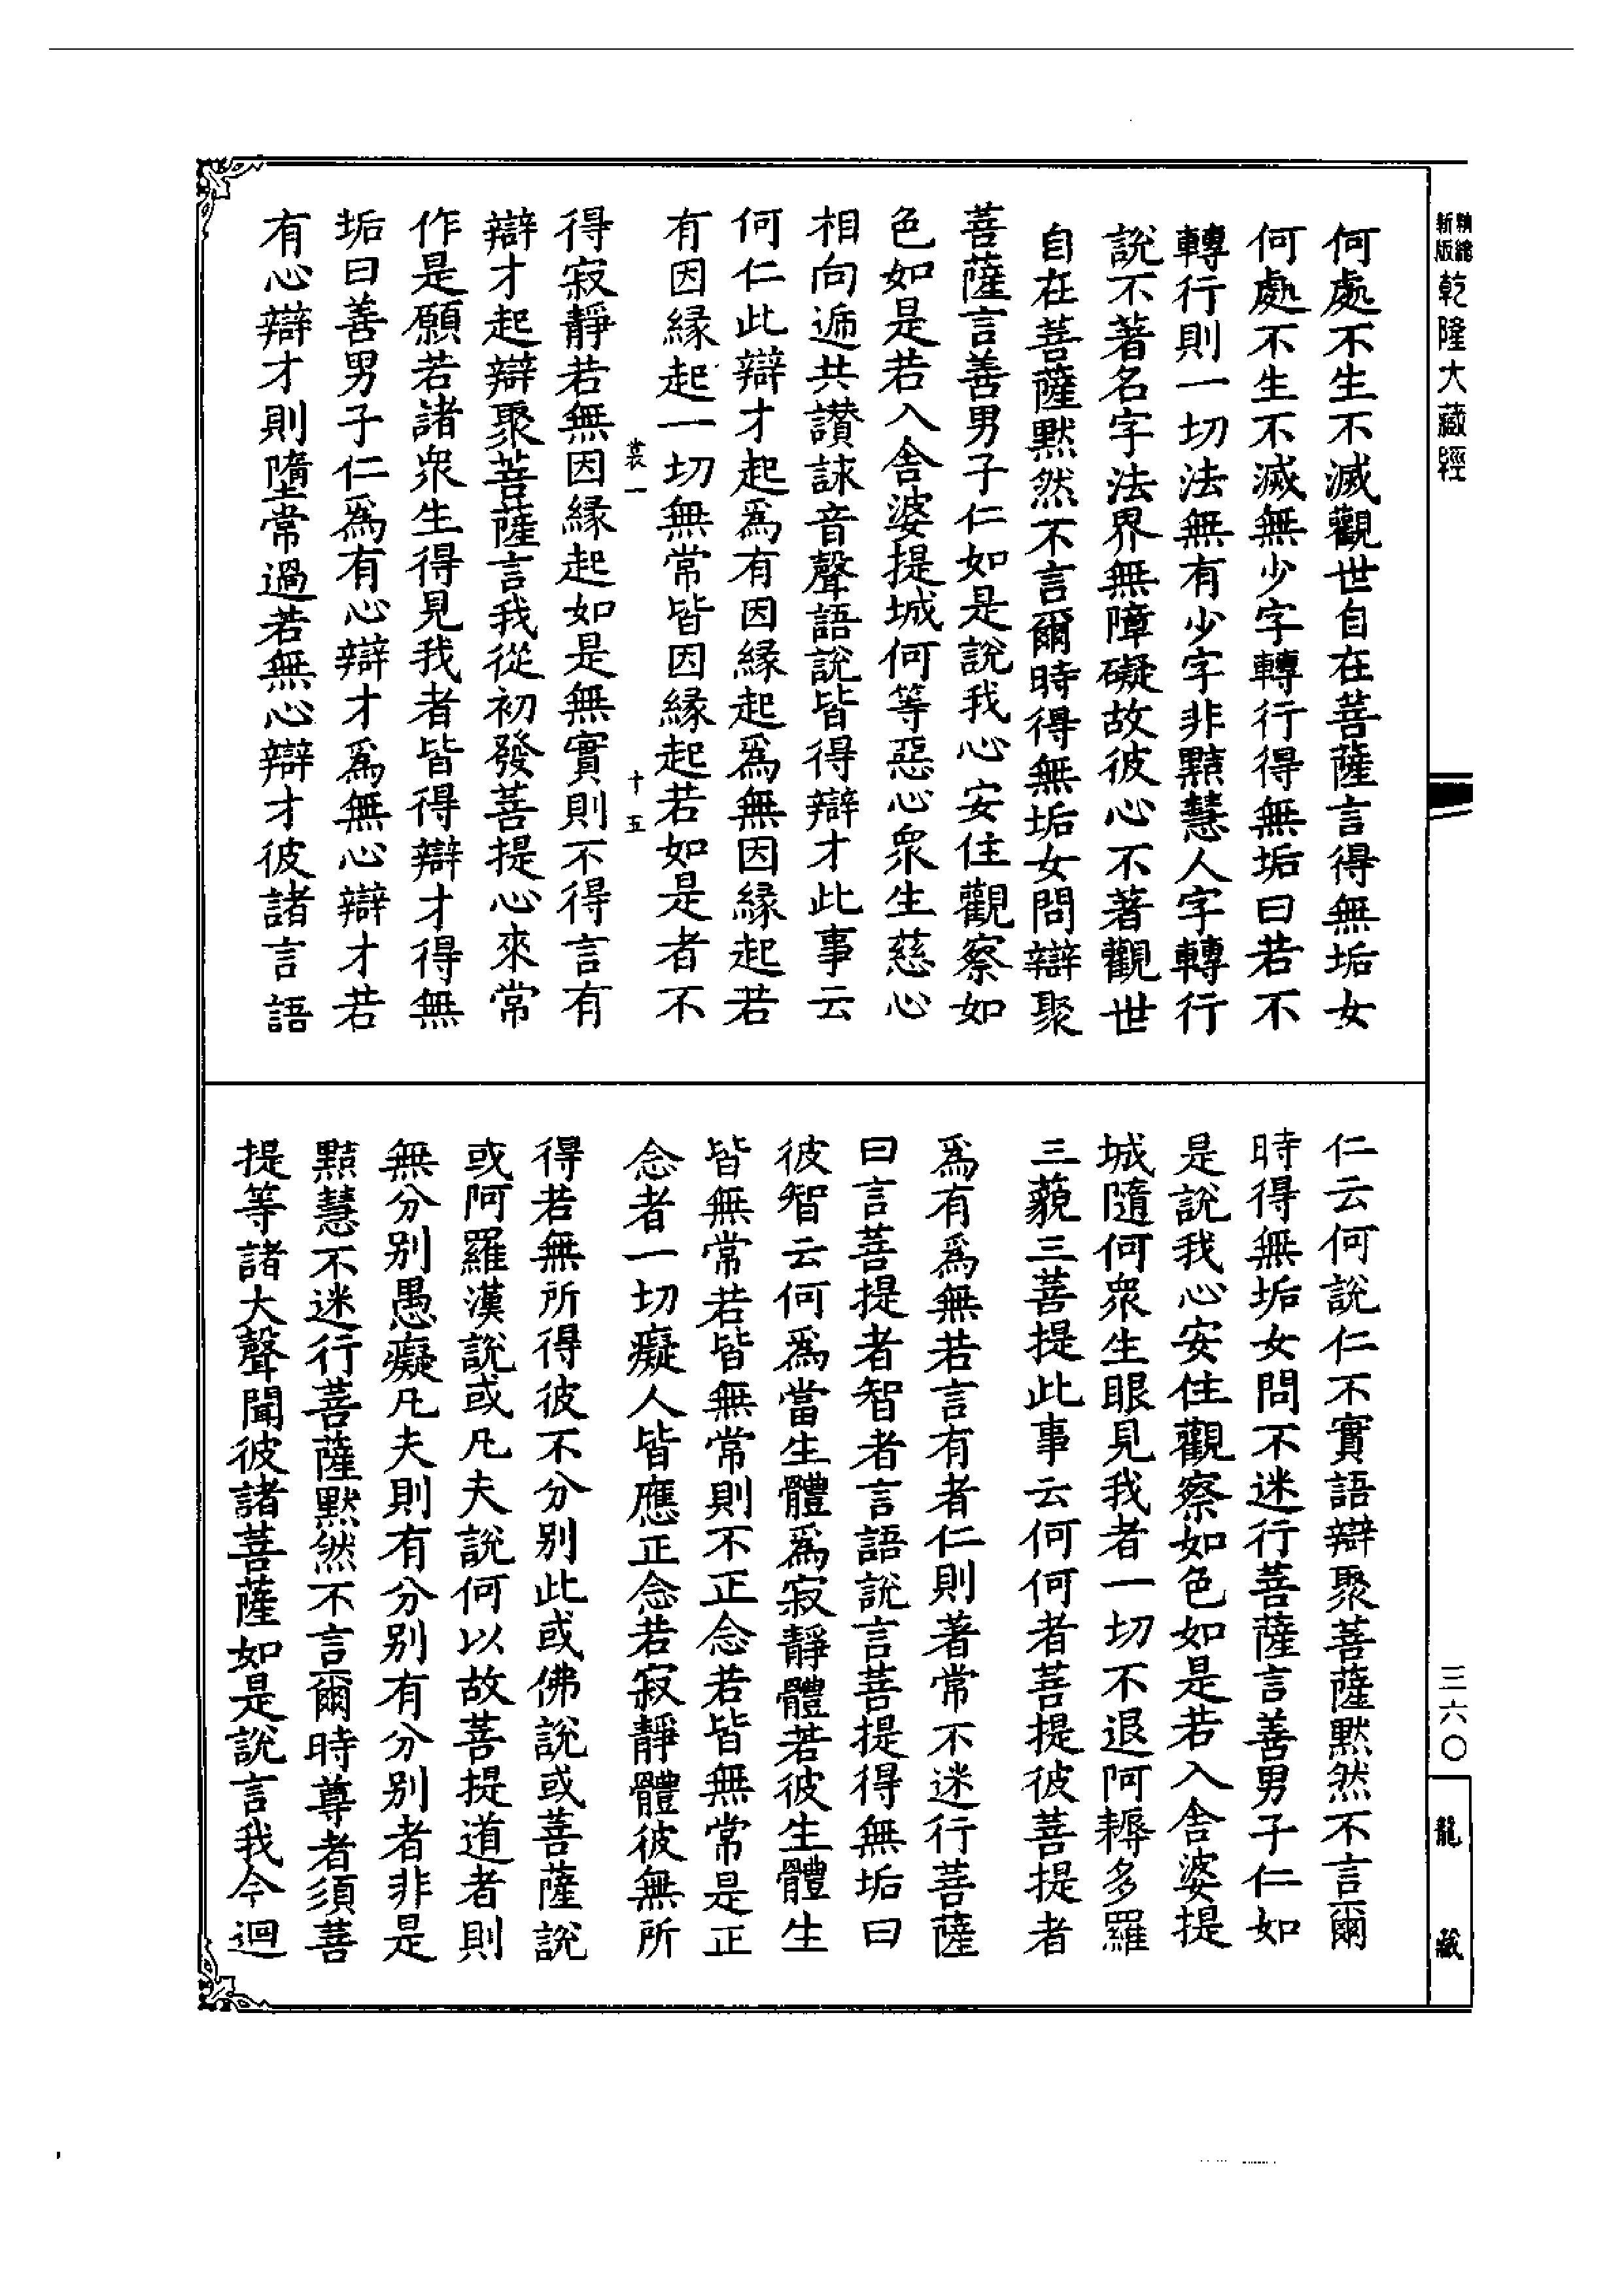 精縮
新版
乾隆大藏經
何處不生不滅觀世自在菩薩言得無垢女
何處不生不滅無少字轉行得無垢曰若不
轉行則一切法無有少字非黠慧人字轉行
說不著名字法界無障礙故彼心不著觀世
自在菩薩默然不言爾時得無垢女問辯聚
菩薩言善男子仁如是說我心安住觀察如
色如是若入舍婆提城何等惡心眾生慈心
相向遞共讚誄音聲語說皆得辯才此事云
何仁此辯才起爲有因緣起爲無因緣起若
有因緣起一切無常皆因緣起若如是者不
裳一
十五
得寂靜若無因緣起如是無實則不得言有
辯才起辯聚菩薩言我從初發菩提心來常
作是願若諸眾生得見我者皆得辯才得無
垢曰善男子仁爲有心辯才爲無心辯才若
有心辯才則墮常過若無心辯才彼諸言語
仁云何說仁不實語辯聚菩薩默然不言爾
時得無垢女問不迷行菩薩言善男子仁如
是說我心安住觀察如色如是若入舍婆提
城隨何眾生眼見我者一切不退阿耨多羅
三藐三菩提此事云何何者菩提彼菩提者
爲有爲無若言有者仁則著常不迷行菩薩
曰言菩提者智者言語說言菩提得無垢曰
彼智云何爲當生體爲寂靜體若彼生體生
皆無常若皆無常則不正念若皆無常是正
念者一切癡人皆應正念若寂靜體彼無所
得若無所得彼不分別此或佛說或菩薩說
或阿羅漢說或凡夫說何以故菩提道者則
無分別愚癡凡夫則有分別有分別者非是
黠慧不迷行菩薩默然不言爾時尊者須菩
提等諸大聲聞彼諸菩薩如是說言我今迴
三六〇
龍藏